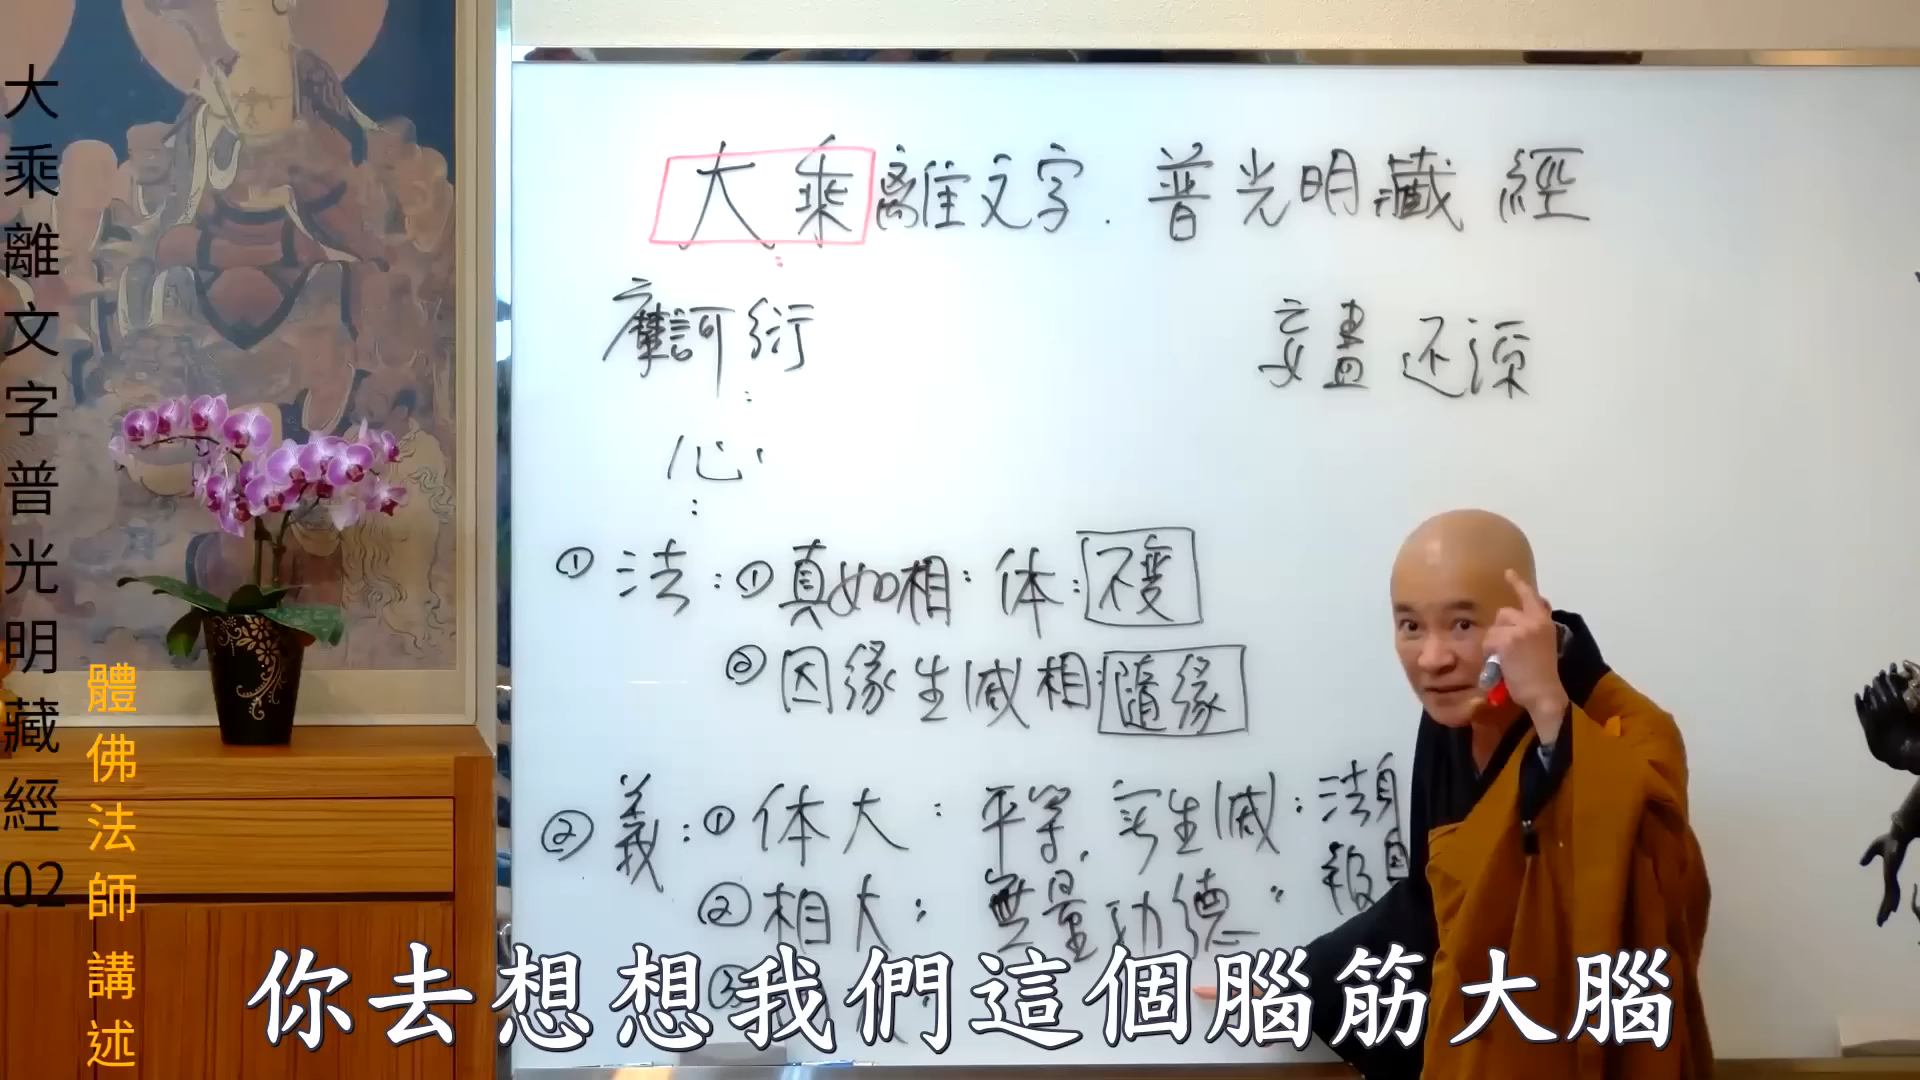 大乘離文字普光明藏經02
體佛法師講述
大乘離文字.普光明藏經
摩訶衍
妄盡还源
心
①法:①真如相:体:不變
②因緣生滅相:隨緣
②義:①体大:平等,无生滅:法身
②相大:無量功德:報
③
你去想想我們這個腦筋大腦